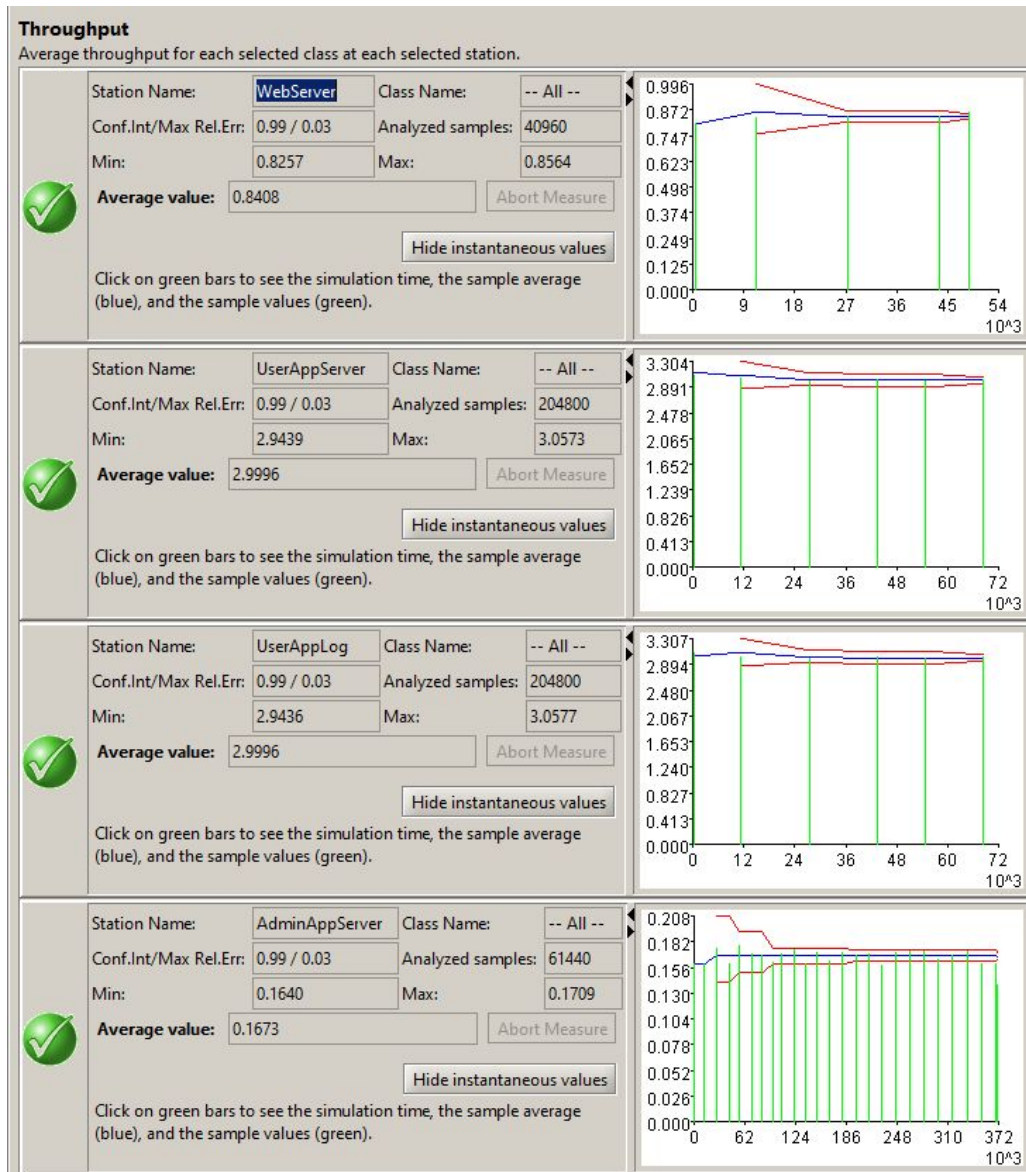 Throughput
Average throughput for each selected class at each selected station.
Station Name: WebServer Class Name: -- All --
Conf.Int/Max Rel.Err: 0.99 / 0.03 Analyzed samples: 40960
Min: 0.8257 Max: 0.8564
Average value: 0.8408 Abort Measure
Hide instantaneous values
Click on green bars to see the simulation time, the sample average
(blue), and the sample values (green).
0.996
0.872
0.747
0.623
0.498
0.374
0.249
0.125
0.000
0 9 18 27 36 45 54
10^3
Station Name: UserAppServer Class Name: -- All --
Conf.Int/Max Rel.Err: 0.99 / 0.03 Analyzed samples: 204800
Min: 2.9439 Max: 3.0573
Average value: 2.9996 Abort Measure
Hide instantaneous values
Click on green bars to see the simulation time, the sample average
(blue), and the sample values (green).
3.304
2.891
2.478
2.065
1.652
1.239
0.826
0.413
0.000
0 12 24 36 48 60 72
10^3
Station Name: UserAppLog Class Name: -- All --
Conf.Int/Max Rel.Err: 0.99 / 0.03 Analyzed samples: 204800
Min: 2.9436 Max: 3.0577
Average value: 2.9996 Abort Measure
Hide instantaneous values
Click on green bars to see the simulation time, the sample average
(blue), and the sample values (green).
3.307
2.894
2.480
2.067
1.653
1.240
0.827
0.413
0.000
0 12 24 36 48 60 72
10^3
Station Name: AdminAppServer Class Name: -- All --
Conf.Int/Max Rel.Err: 0.99 / 0.03 Analyzed samples: 61440
Min: 0.1640 Max: 0.1709
Average value: 0.1673 Abort Measure
Hide instantaneous values
Click on green bars to see the simulation time, the sample average
(blue), and the sample values (green).
0.208
0.182
0.156
0.130
0.104
0.078
0.052
0.026
0.000
0 62 124 186 248 310 372
10^3